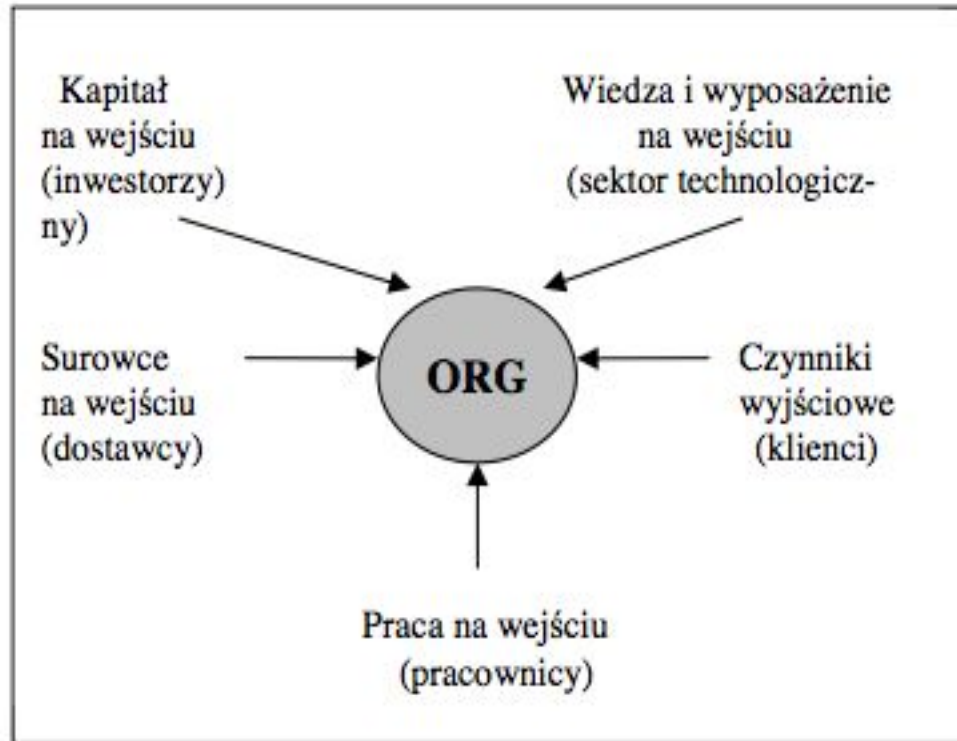 Kapitał
na wejściu
(inwestorzy)
ny)
Wiedza i wyposażenie
na wejściu
(sektor technologicz-
Surowce
na wejściu
(dostawcy)
ORG
Czynniki
wyjściowe
(klienci)
Praca na wejściu
(pracownicy)